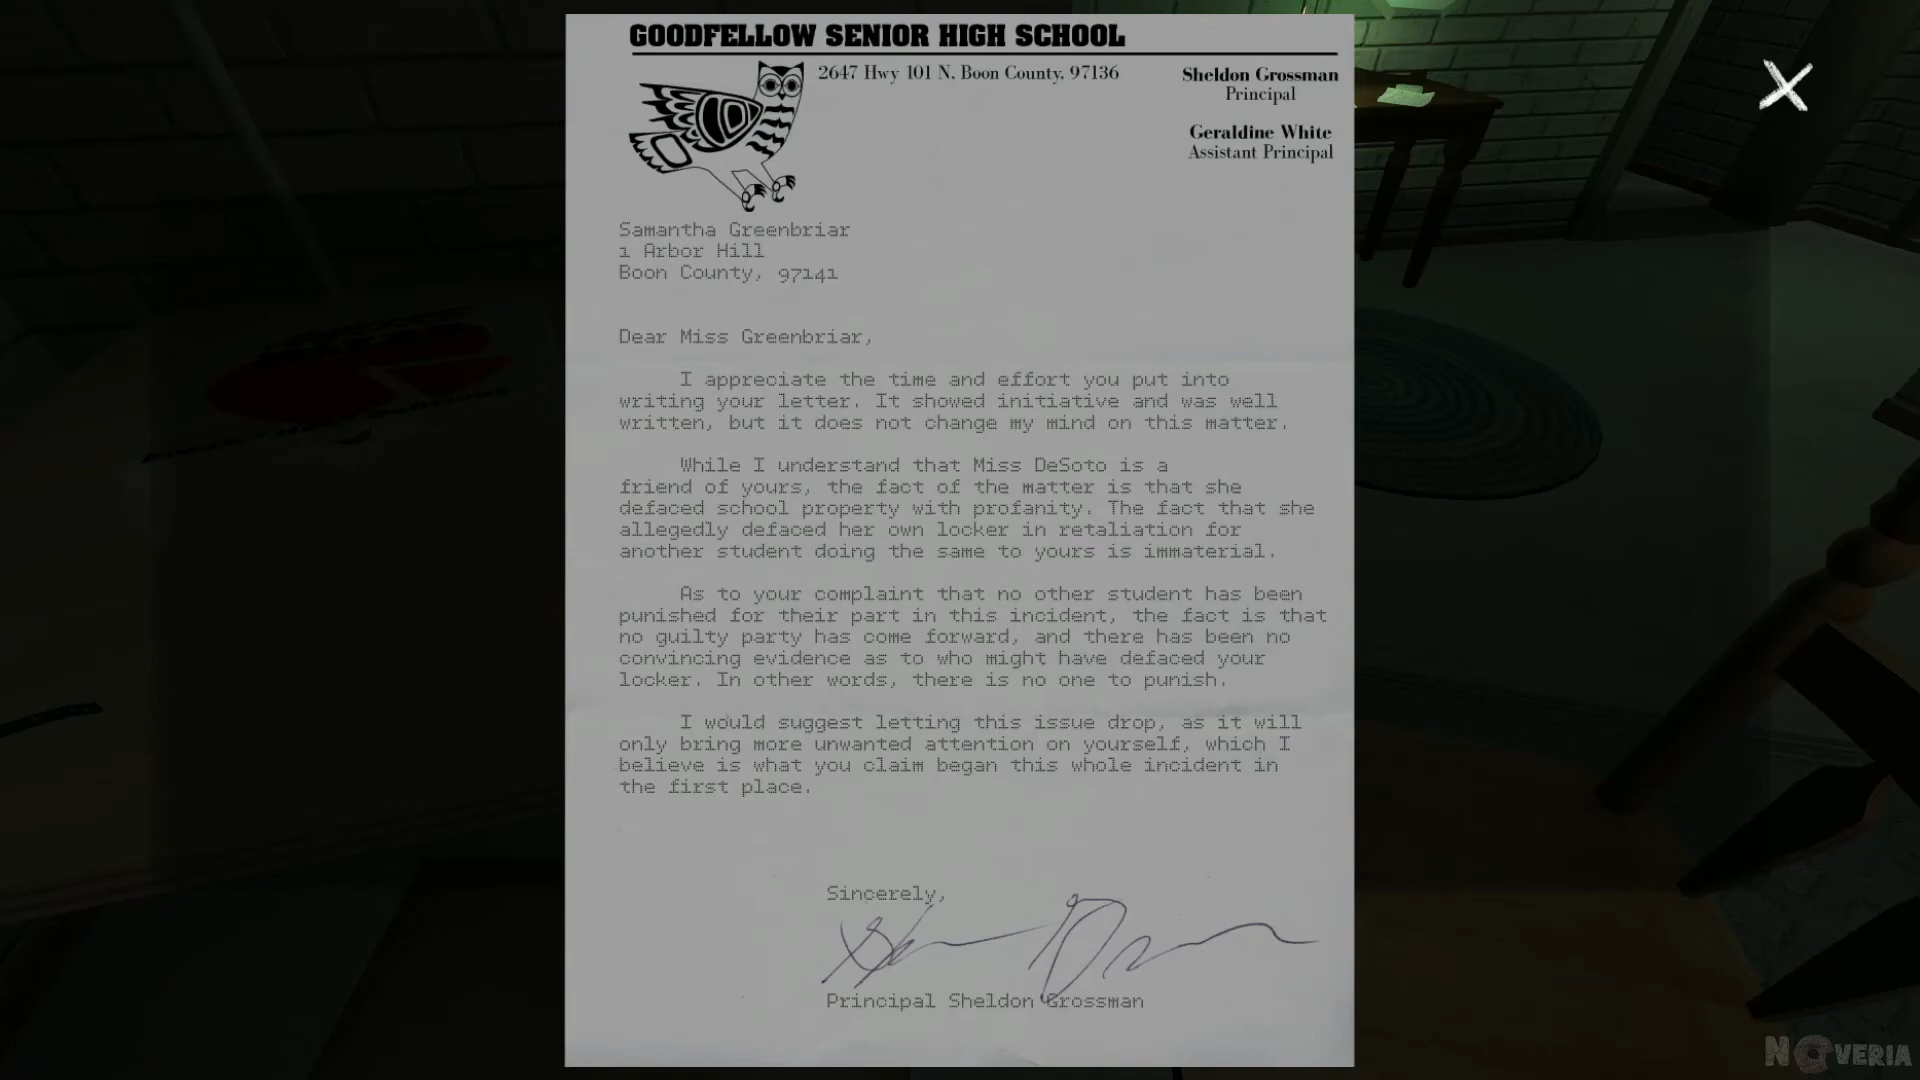 GOODFELLOW SENIOR HIGH SCHOOL
2647 Hwy 101 N, Boon County, 97136
Sheldon Grossman
Principal
Geraldine White
Assistant Principal
Samantha Greenbriar
1 Arbor Hill
Boon County, 97141
Dear Miss Greenbriar,
I appreciate the time and effort you put into
writing your letter. It showed initiative and was well
written, but it does not change my mind on this matter.
While I understand that Miss DeSoto is a
friend of yours, the fact of the matter is that she
defaced school property with profanity. The fact that she
allegedly defaced her own locker in retaliation for
another student doing the same to yours is immaterial.
As to your complaint that no other student has been
punished for their part in this incident, the fact is that
no guilty party has come forward, and there has been no
convincing evidence as to who might have defaced your
locker. In other words, there is no one to punish.
I would suggest letting this issue drop, as it will
only bring more unwanted attention on yourself, which I
believe is what you claim began this whole incident in
the first place.
Sincerely,
Principal Sheldon Grossman
NOVERIA